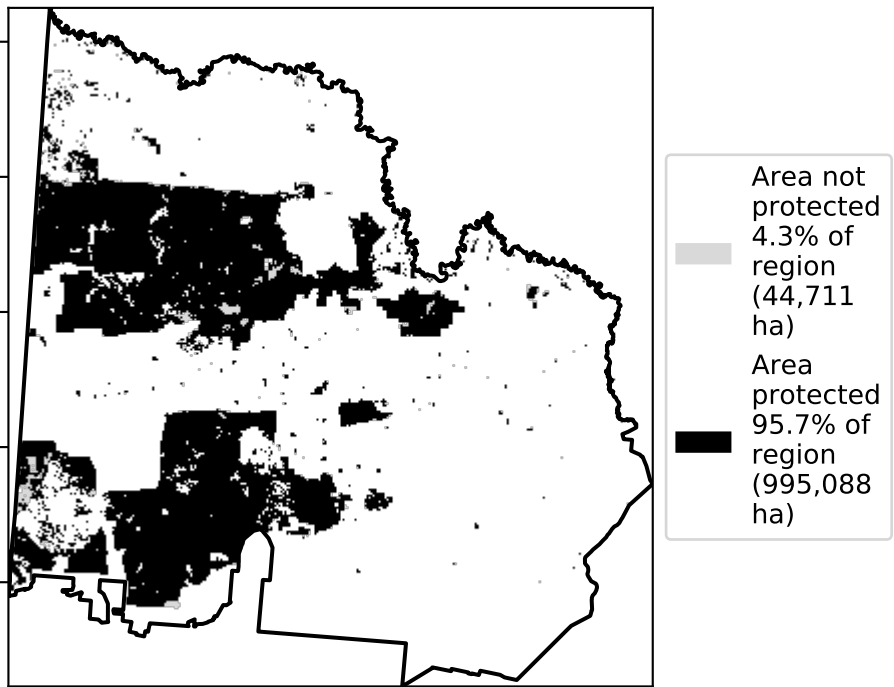 Area not
protected
4.3% of
region
(44,711
ha)
Area
protected
95.7% of
region
(995,088
ha)